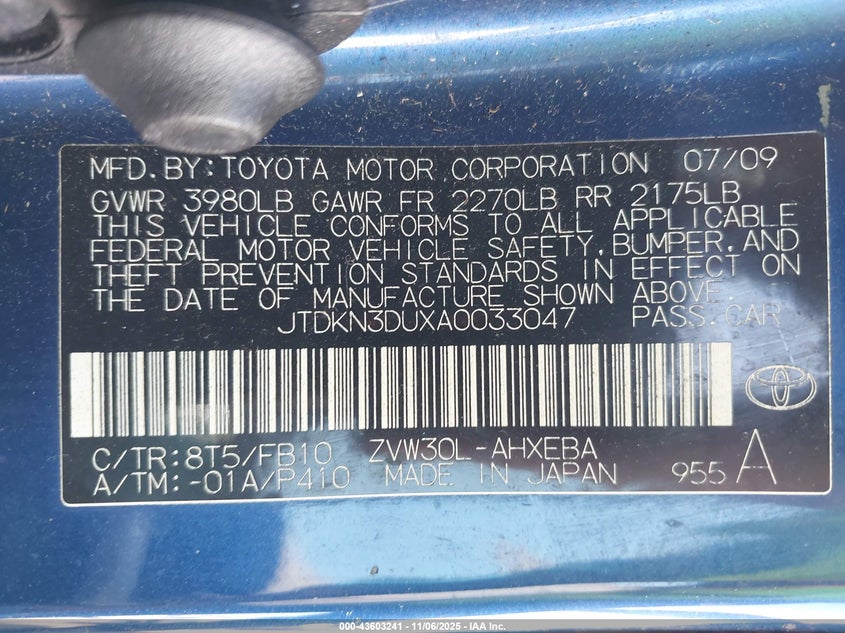 MFD.BY:TOYOTA MOTOR CORPORATION 07/09
GVWR 3980LB GAWR FR 2270LB RR 2175LB
THIS VEHICLE CONFORMS TO ALL APPLICABLE
FEDERAL MOTOR VEHICLE SAFETY,BUMPER,AND
THEFT PREVENTION STANDARDS IN EFFECT ON
THE DATE OF MANUFACTURE SHOWN ABOVE.
JTDKN3DUXA0033047 PASS.CAR
C/TR:8T5/FB10 ZVW30L-AHXEBA
A/TM:-01A/P410 MADE IN JAPAN 955 A
000-43603241 - 11/06/2025 - IAA Inc.